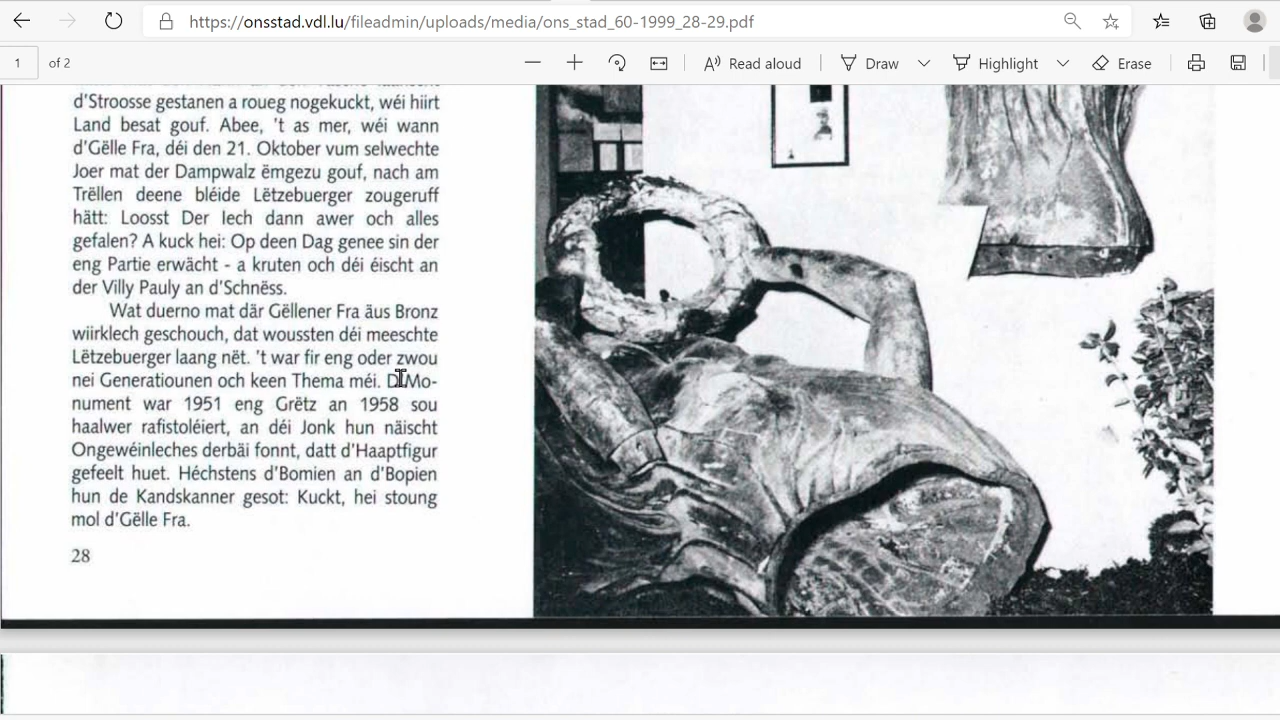 https://onsstad.vdl.lu/fileadmin/uploads/media/ons_stad_60-1999_28-29.pdf
1 of 2
Read aloud
Draw
Highlight
Erase
d'Stroosse gestanen a roueg nogekuckt, wéi hiirt
Land besat gouf. Abee, 't as mer, wéi wann
d'Gëlle Fra, déi den 21. Oktober vum selwechte
Joer mat der Dampwalz ëmgezu gouf, nach am
Trëllen deene bléide Lëtzebuerger zougeruff
hätt: Loosst Der Iech dann awer och alles
gefalen? A kuck hei: Op deen Dag genee sin der
eng Partie erwächt - a kruten och déi éischt an
der Villy Pauly an d'Schnëss.
Wat duerno mat där Gëllener Fra äus Bronz
wiirklech geschouch, dat woussten déi meeschte
Lëtzebuerger laang nët. 't war fir eng oder zwou
nei Generatiounen och keen Thema méi. D'Mo-
nument war 1951 eng Grëtz an 1958 sou
haalwer rafistoléiert, an déi Jonk hun näischt
Ongewéinleches derbäi fonnt, datt d'Haaptfigur
gefeelt huet. Héchstens d'Bomien an d'Bopien
hun de Kandskanner gesot: Kuckt, hei stoung
mol d'Gëlle Fra.
28